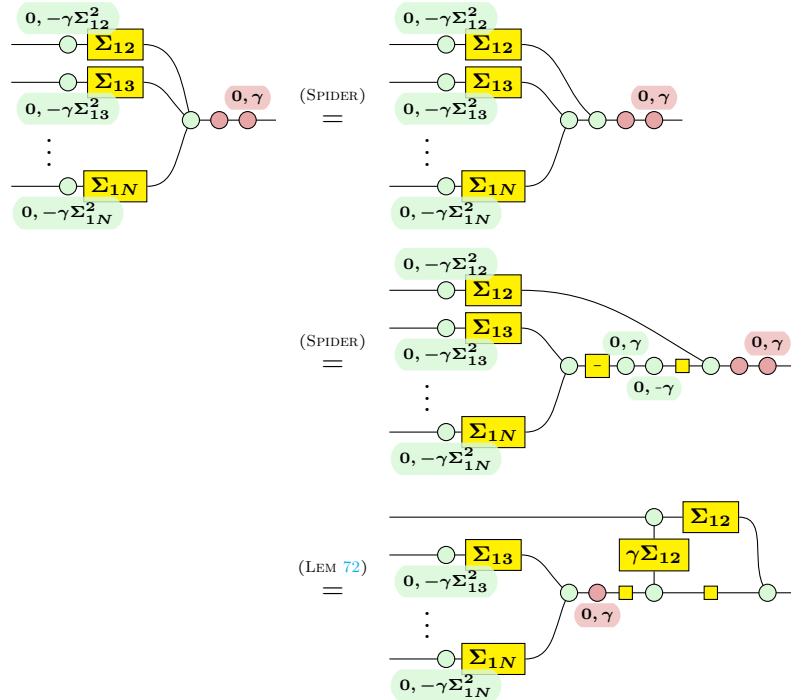 0, −γΣ₁₂²
Σ₁₂
Σ₁₃
0, −γΣ₁₃²
0, γ
⋮
Σ₁N
0, −γΣ₁N²
(SPIDER)
=
0, −γΣ₁₂²
Σ₁₂
Σ₁₃
0, −γΣ₁₃²
0, γ
⋮
Σ₁N
0, −γΣ₁N²
(SPIDER)
=
0, −γΣ₁₂²
Σ₁₂
Σ₁₃
0, −γΣ₁₃²
−
0, γ
0, -γ
0, γ
⋮
Σ₁N
0, −γΣ₁N²
(LEM 72)
=
Σ₁₂
γΣ₁₂
Σ₁₃
0, −γΣ₁₃²
0, γ
⋮
Σ₁N
0, −γΣ₁N²